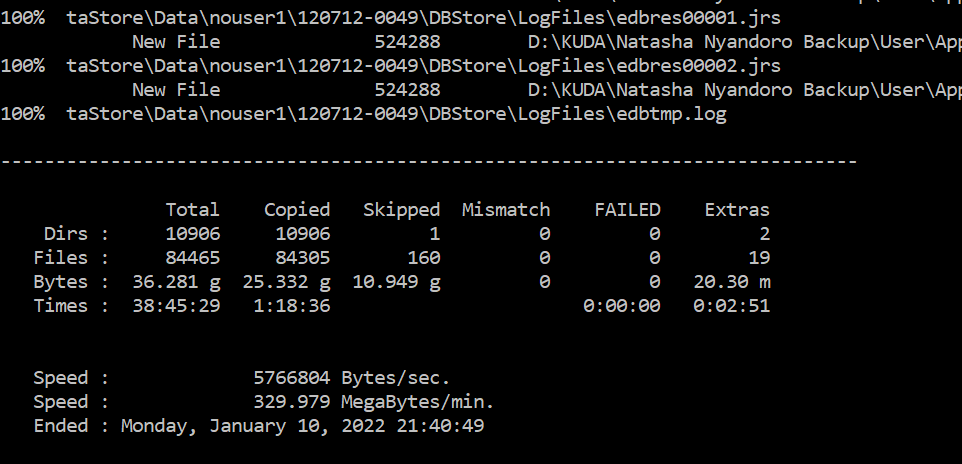 100%  taStore\Data\nouser1\120712-0049\DBStore\LogFiles\edbres00001.jrs
            New File              524288        D:\KUDA\Natasha Nyandoro Backup\User\App
100%  taStore\Data\nouser1\120712-0049\DBStore\LogFiles\edbres00002.jrs
            New File              524288        D:\KUDA\Natasha Nyandoro Backup\User\App
100%  taStore\Data\nouser1\120712-0049\DBStore\LogFiles\edbtmp.log
------------------------------------------------------------------------------
               Total    Copied   Skipped  Mismatch    FAILED    Extras
    Dirs :     10906     10906         1         0         0         2
   Files :     84465     84305       160         0         0        19
   Bytes :  36.281 g  25.332 g  10.949 g         0         0   20.30 m
   Times :  38:45:29   1:18:36                       0:00:00   0:02:51
   Speed :             5766804 Bytes/sec.
   Speed :             329.979 MegaBytes/min.
   Ended : Monday, January 10, 2022 21:40:49